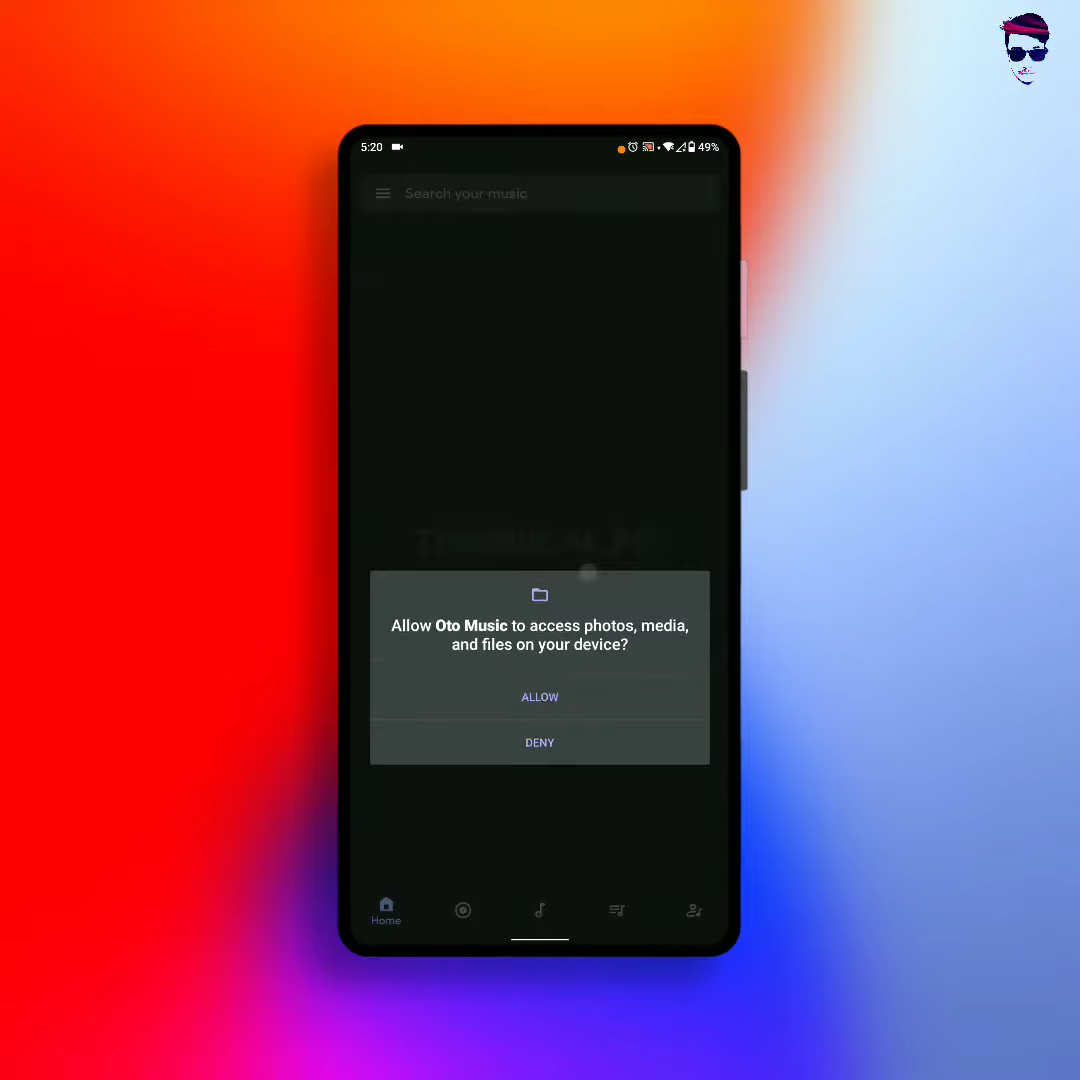 5:20
49%
Search your music
Allow Oto Music to access photos, media,
and files on your device?
ALLOW
DENY
Home